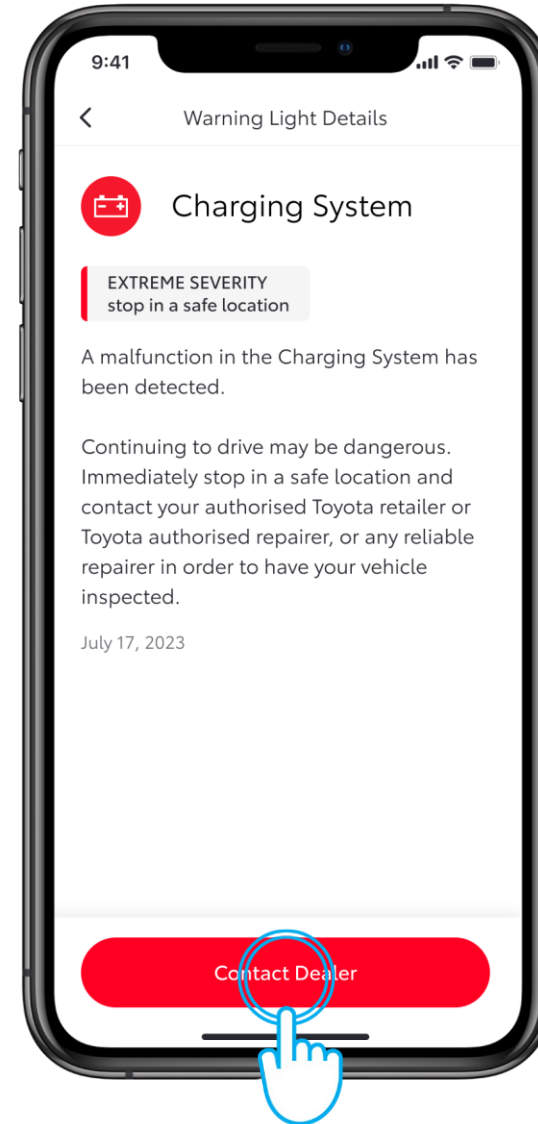 9:41
Warning Light Details
Charging System
EXTREME SEVERITY
stop in a safe location
A malfunction in the Charging System has
been detected.
Continuing to drive may be dangerous.
Immediately stop in a safe location and
contact your authorised Toyota retailer or
Toyota authorised repairer, or any reliable
repairer in order to have your vehicle
inspected.
July 17, 2023
Contact Dealer